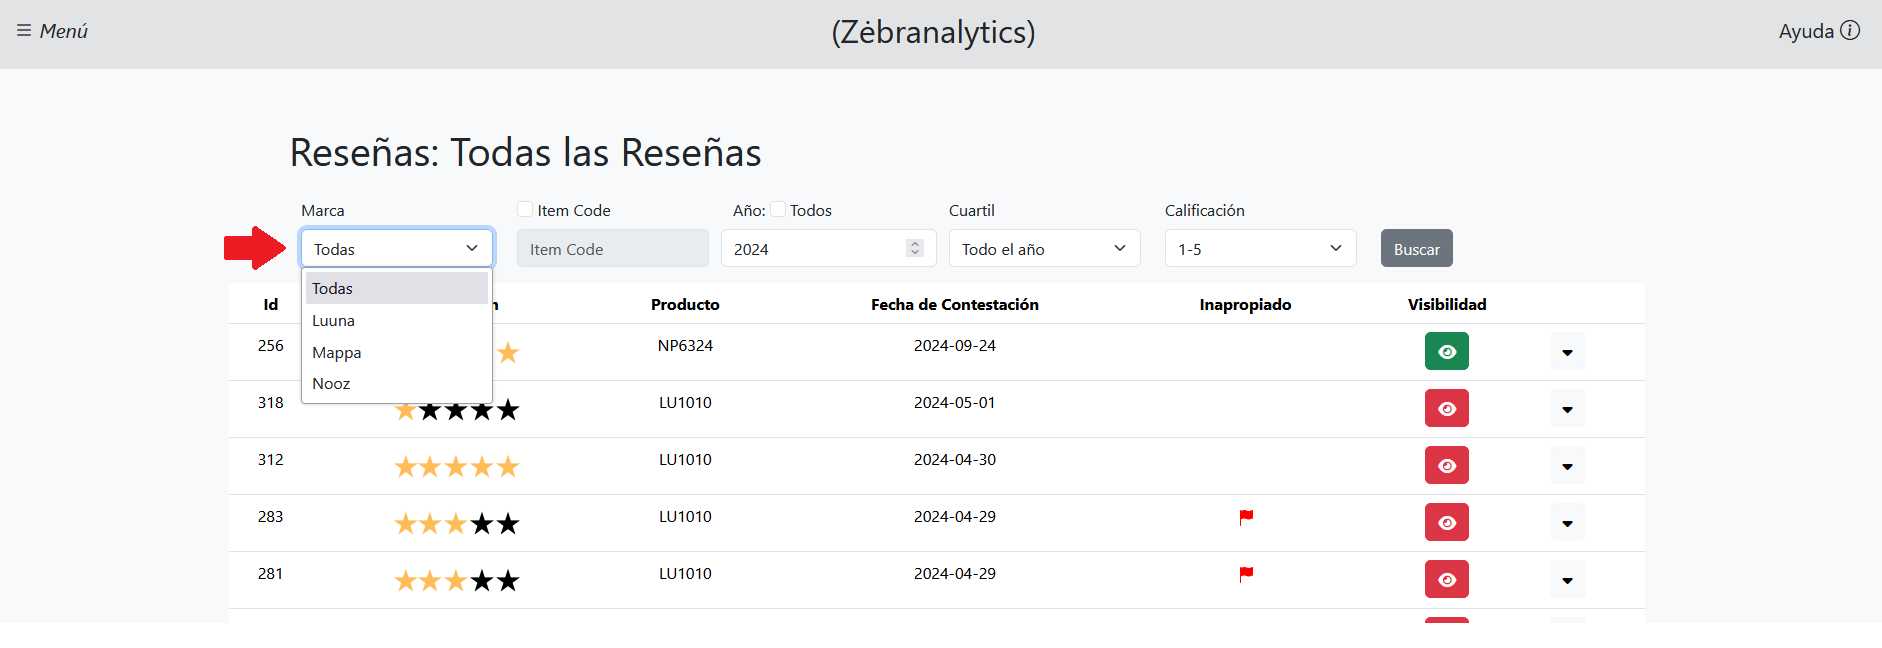 ≡ Menú
(Zėbranalytics)
Ayuda
Reseñas: Todas las Reseñas
Marca Item Code Año: Todos Cuartil Calificación
Todas Item Code 2024 Todo el año 1-5 Buscar
Todas
Luuna
Mappa
Nooz
Id n Producto Fecha de Contestación Inapropiado Visibilidad
256 NP6324 2024-09-24
318 LU1010 2024-05-01
312 LU1010 2024-04-30
283 LU1010 2024-04-29
281 LU1010 2024-04-29